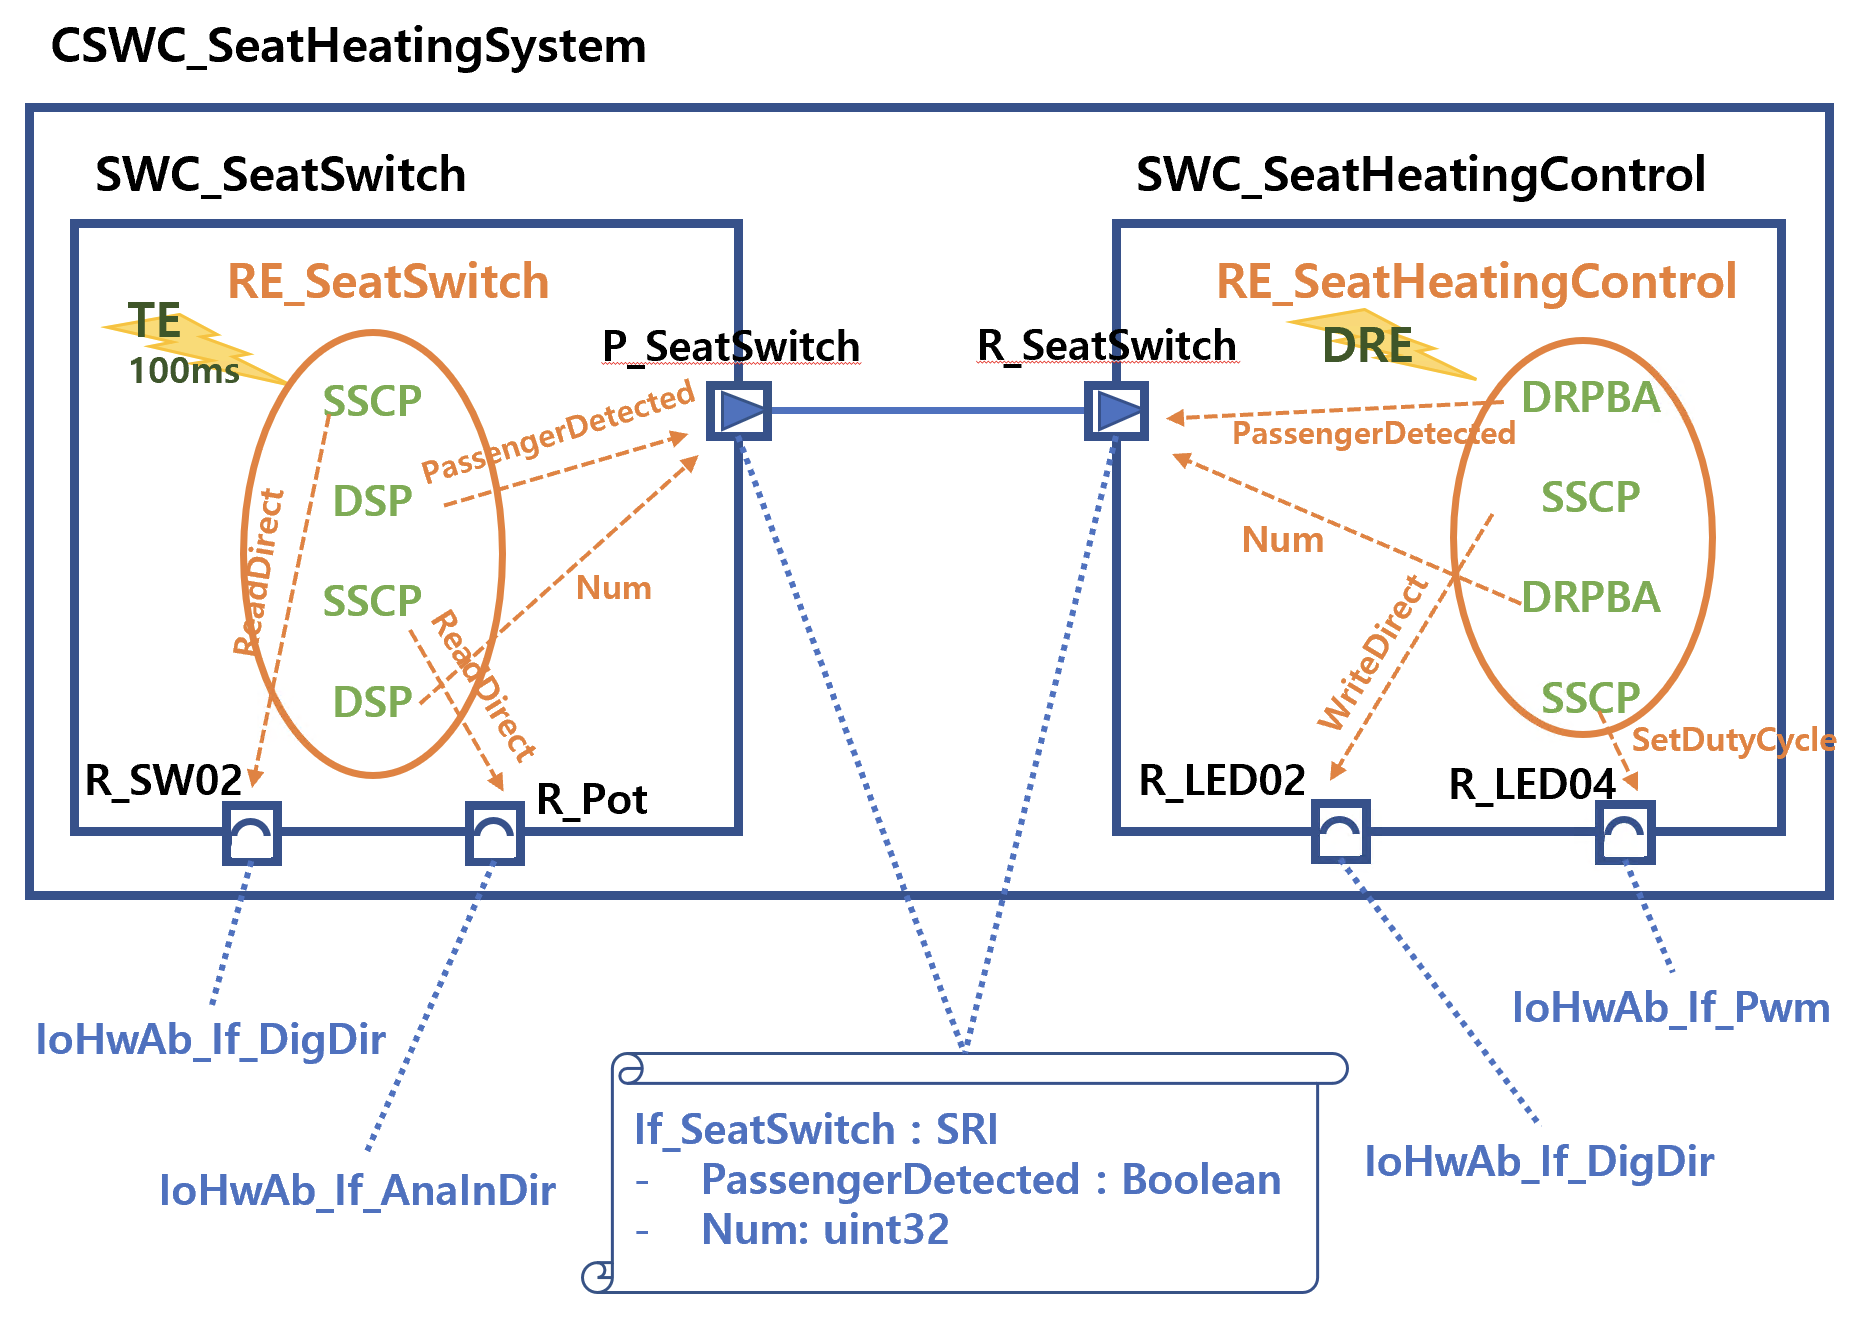 CSWC_SeatHeatingSystem
SWC_SeatSwitch
SWC_SeatHeatingControl
RE_SeatSwitch
RE_SeatHeatingControl
TE
100ms
P_SeatSwitch
R_SeatSwitch
DRE
SSCP
PassengerDetected
DSP
ReadDirect
SSCP
Num
ReadDirect
DSP
DRPBA
PassengerDetected
SSCP
Num
DRPBA
WriteDirect
SSCP
SetDutyCycle
R_SW02
R_Pot
R_LED02
R_LED04
IoHwAb_If_DigDir
IoHwAb_If_AnaInDir
IoHwAb_If_Pwm
IoHwAb_If_DigDir
If_SeatSwitch : SRI
- PassengerDetected : Boolean
- Num: uint32